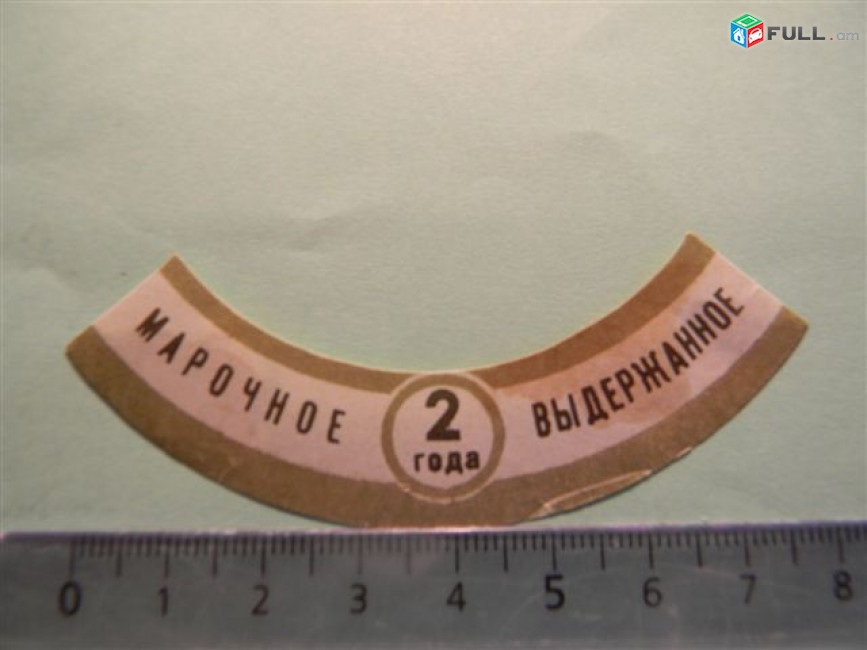 FULL.am
МАРОЧНОЕ
2
года
ВЫДЕРЖАННОЕ
0 1 2 3 4 5 6 7 8